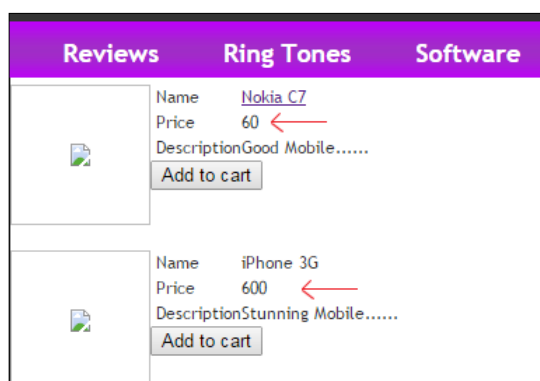 Reviews Ring Tones Software
Name Nokia C7
Price 60
DescriptionGood Mobile......
Add to cart
Name iPhone 3G
Price 600
DescriptionStunning Mobile......
Add to cart